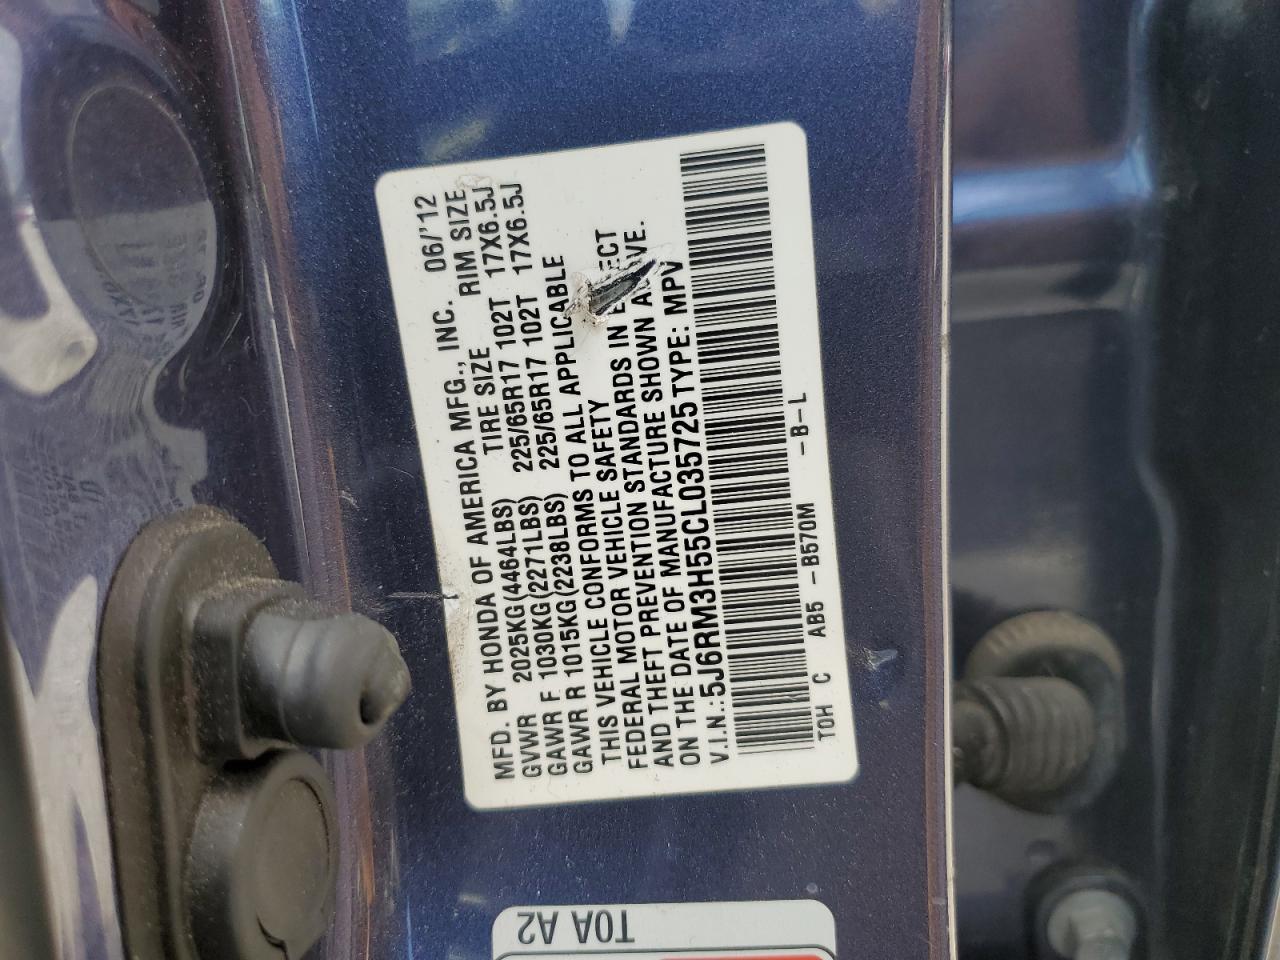 MFD. BY HONDA OF AMERICA MFG., INC. 06/'12
GVWR 2025KG(4464LBS) TIRE SIZE RIM SIZE
GAWR F 1030KG(2271LBS) 225/65R17 102T 17X6.5J
GAWR R 1015KG(2238LBS) 225/65R17 102T 17X6.5J
THIS VEHICLE CONFORMS TO ALL APPLICABLE
FEDERAL MOTOR VEHICLE SAFETY
AND THEFT PREVENTION STANDARDS IN
ON THE DATE OF MANUFACTURE SHOWN
V.I.N.: 5J6RM3H55CL035725 TYPE: MPV
TOH C AB5 -B570M -B-L
TOA A2